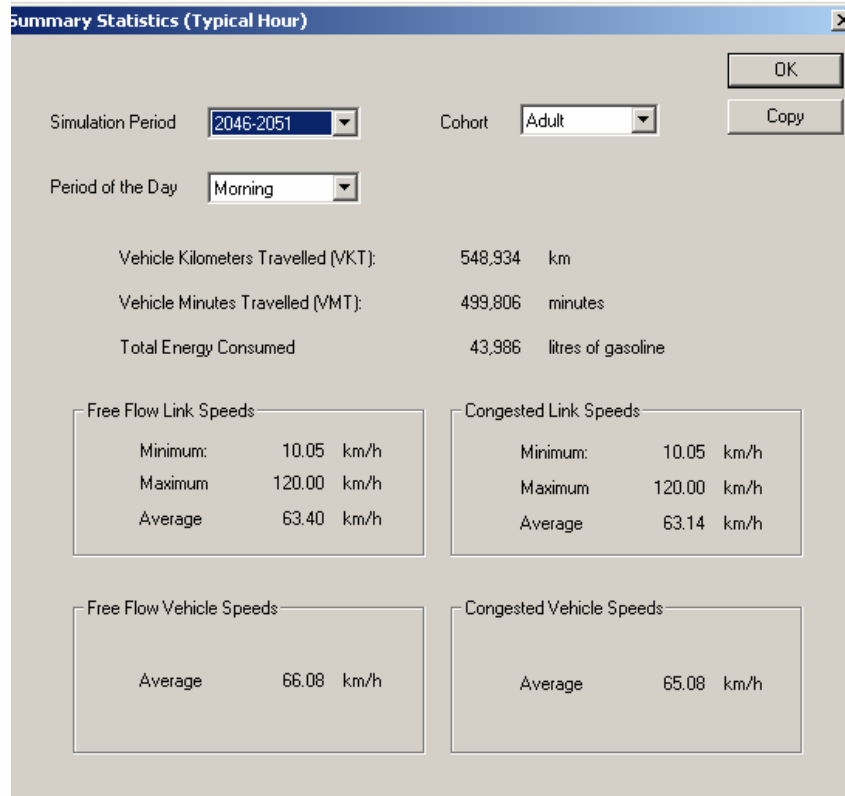 Summary Statistics (Typical Hour)
OK
Simulation Period 2046-2051 Cohort Adult Copy
Period of the Day Morning
Vehicle Kilometers Travelled (VKT): 548,934 km
Vehicle Minutes Travelled (VMT): 499,806 minutes
Total Energy Consumed 43,986 litres of gasoline
Free Flow Link Speeds
Minimum: 10.05 km/h
Maximum 120.00 km/h
Average 63.40 km/h
Congested Link Speeds
Minimum: 10.05 km/h
Maximum 120.00 km/h
Average 63.14 km/h
Free Flow Vehicle Speeds
Average 66.08 km/h
Congested Vehicle Speeds
Average 65.08 km/h